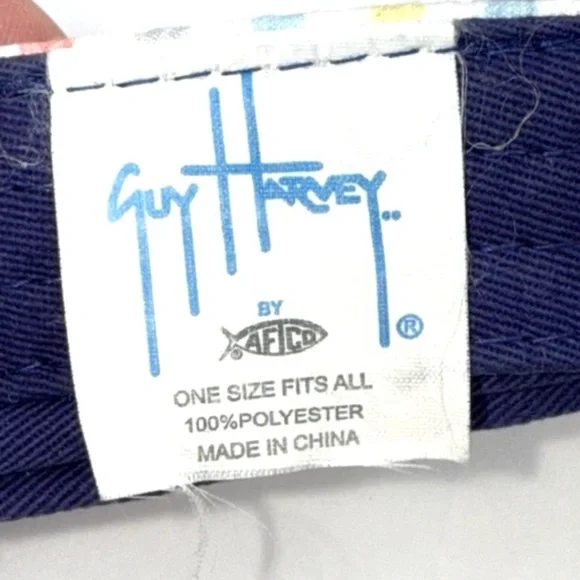 GUY HARVEY ®
BY
AFTCO
ONE SIZE FITS ALL
100%POLYESTER
MADE IN CHINA